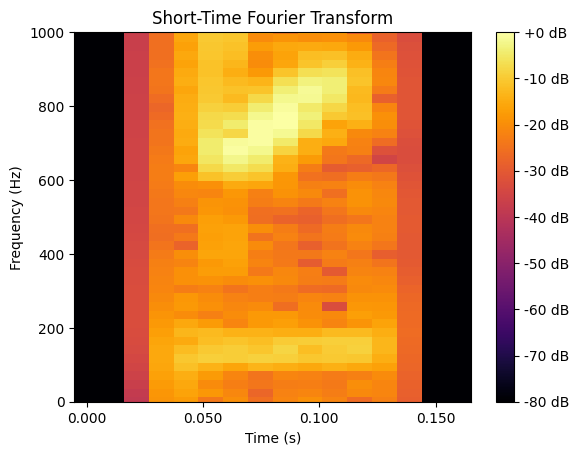 Short-Time Fourier Transform
1000
800
600
400
200
0
Frequency (Hz)
0.000
0.050
0.100
0.150
Time (s)
+0 dB
-10 dB
-20 dB
-30 dB
-40 dB
-50 dB
-60 dB
-70 dB
-80 dB